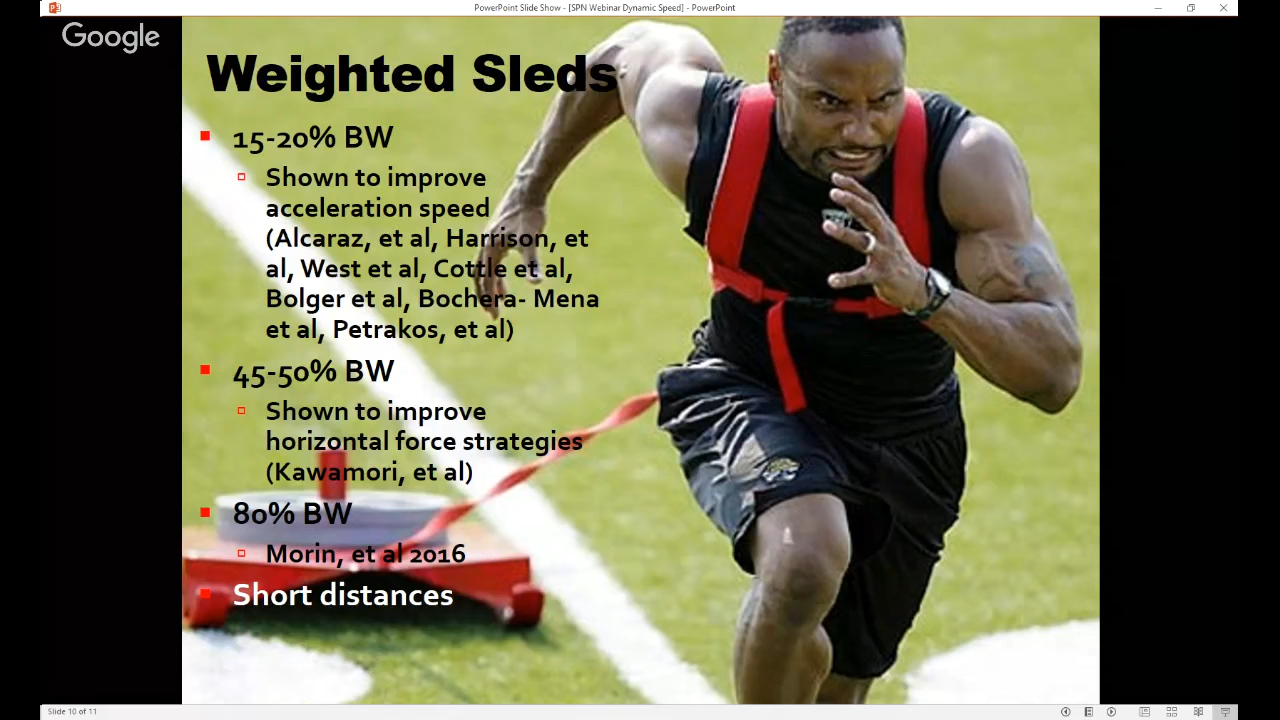 PowerPoint Slide Show - [SPN Webinar Dynamic Speed] - PowerPoint
Google
Weighted Sleds
15-20% BW
Shown to improve
acceleration speed
(Alcaraz, et al, Harrison, et
al, West et al, Cottle et al,
Bolger et al, Bochera- Mena
et al, Petrakos, et al)
45-50% BW
Shown to improve
horizontal force strategies
(Kawamori, et al)
80% BW
Morin, et al 2016
Short distances
Slide 10 of 11